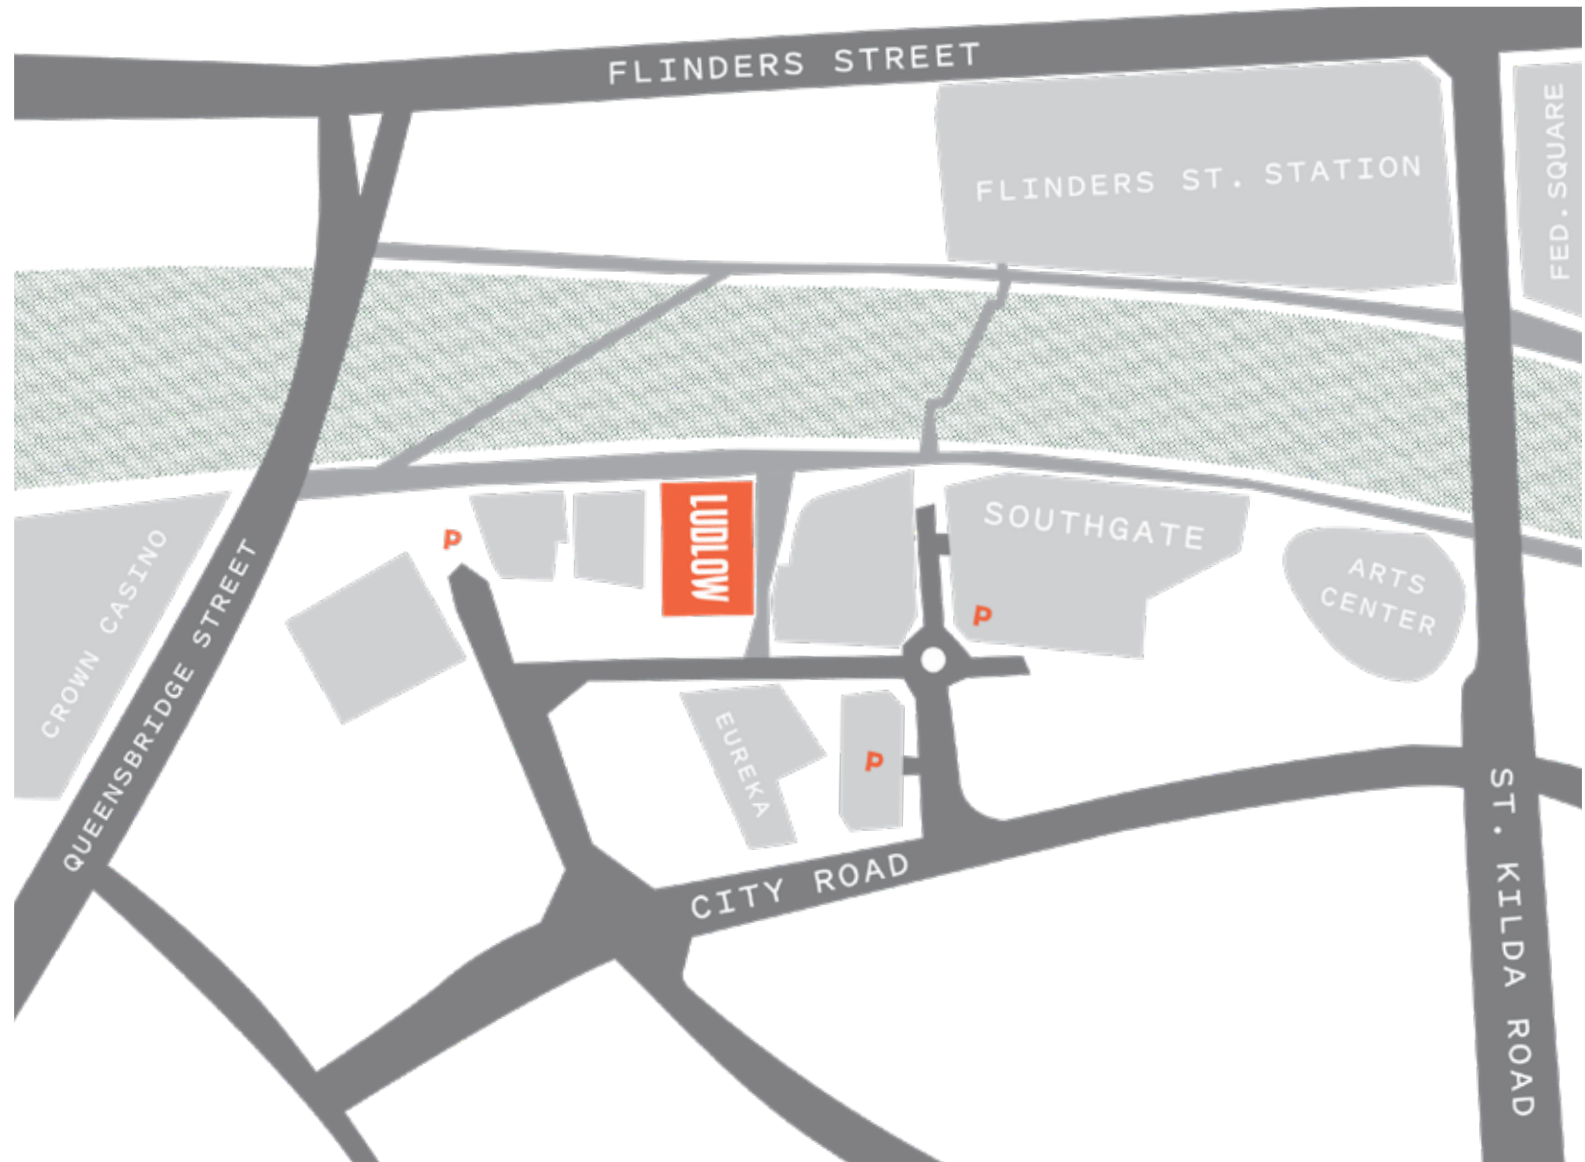 FLINDERS STREET
FLINDERS ST. STATION
FED. SQUARE
LUDLOW
SOUTHGATE
ARTS
CENTER
P
P
P
CROWN CASINO
QUEENSBRIDGE STREET
EUREKA
CITY ROAD
ST. KILDA ROAD